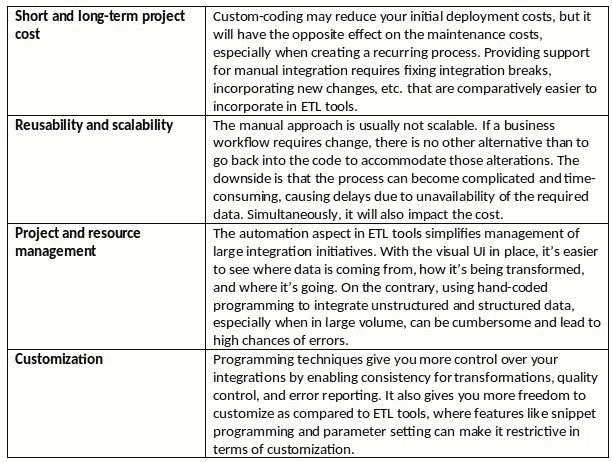 Short and long-term project
cost
Custom-coding may reduce your initial deployment costs, but it
will have the opposite effect on the maintenance costs,
especially when creating a recurring process. Providing support
for manual integration requires fixing integration breaks,
incorporating new changes, etc. that are comparatively easier to
incorporate in ETL tools.
Reusability and scalability
The manual approach is usually not scalable. If a business
workflow requires change, there is no other alternative than to
go back into the code to accommodate those alterations. The
downside is that the process can become complicated and time-
consuming, causing delays due to unavailability of the required
data. Simultaneously, it will also impact the cost.
Project and resource
management
The automation aspect in ETL tools simplifies management of
large integration initiatives. With the visual UI in place, it's easier
to see where data is coming from, how it's being transformed,
and where it's going. On the contrary, using hand-coded
programming to integrate unstructured and structured data,
especially when in large volume, can be cumbersome and lead to
high chances of errors.
Customization
Programming techniques give you more control over your
integrations by enabling consistency for transformations, quality
control, and error reporting. It also gives you more freedom to
customize as compared to ETL tools, where features like snippet
programming and parameter setting can make it restrictive in
terms of customization.